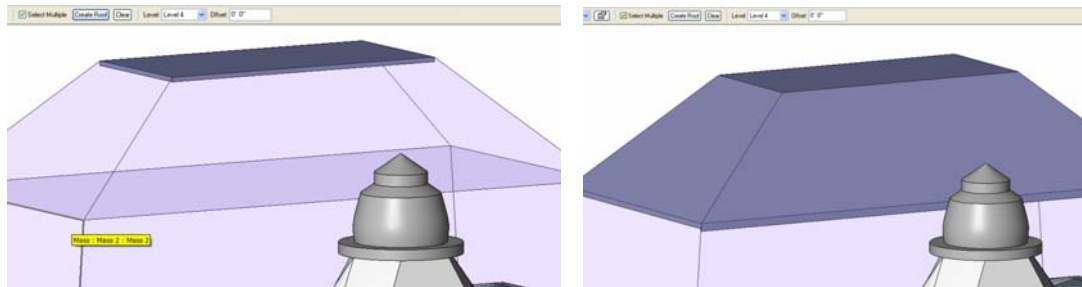 Select Multiple Create Roof Clear Level: Level 4 Offset: 0' 0"
Mass : Mass 2 : Mass 2
Select Multiple Create Roof Clear Level: Level 4 Offset: 0' 0"